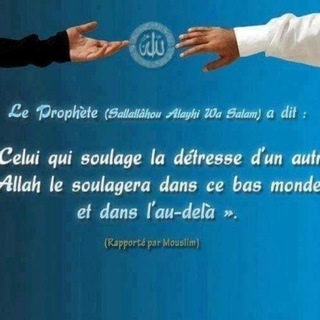 الله
Le Prophète (Sallallâhou Alayhi Wa Salam) a dit :
Celui qui soulage la détresse d'un autr
Allah le soulagera dans ce bas monde
et dans l'au-delà ».
(Rapporté par Mouslim)